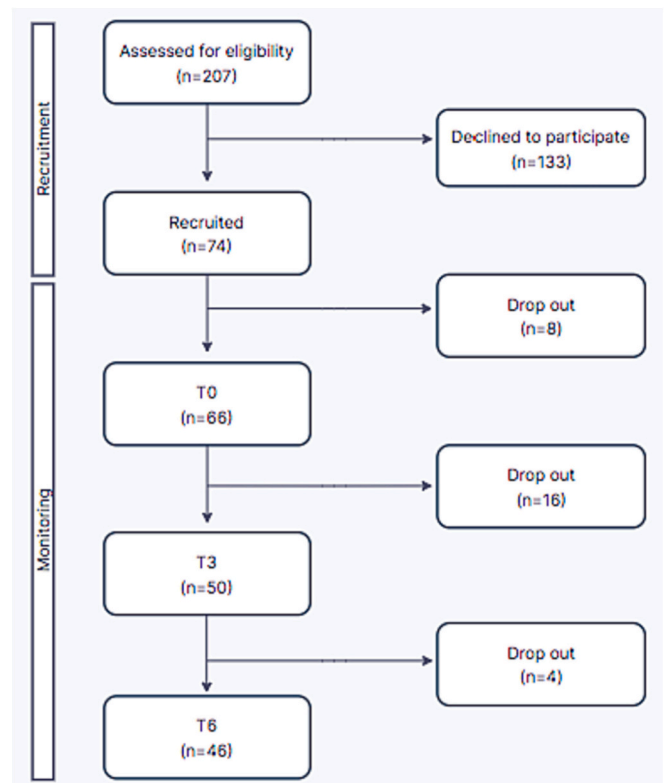 Recruitment
Assessed for eligibility
(n=207)
Declined to participate
(n=133)
Recruited
(n=74)
Monitoring
Drop out
(n=8)
T0
(n=66)
Drop out
(n=16)
T3
(n=50)
Drop out
(n=4)
T6
(n=46)